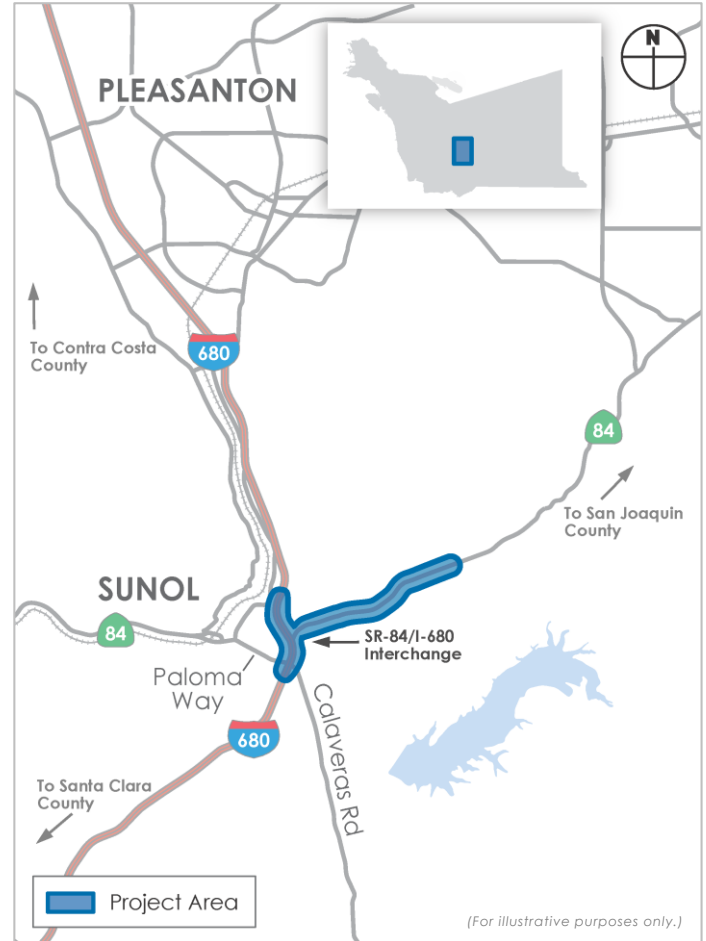 N
PLEASANTON
680
To Contra Costa
County
84
To San Joaquin
County
SUNOL
84
SR-84/I-680
Interchange
Paloma
Way
Calaveras Rd
680
To Santa Clara
County
Project Area
(For illustrative purposes only.)